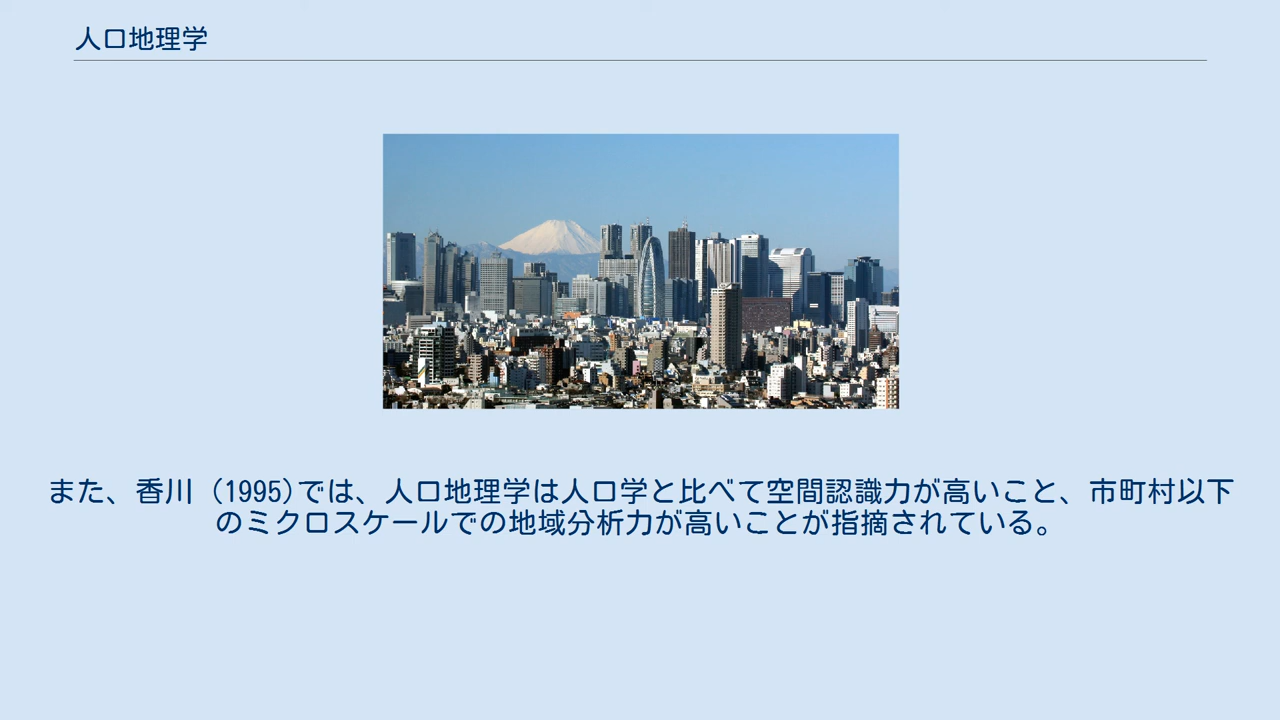 人口地理学
また、香川 (1995)では、人口地理学は人口学と比べて空間認識力が高いこと、市町村以下
のミクロスケールでの地域分析力が高いことが指摘されている。